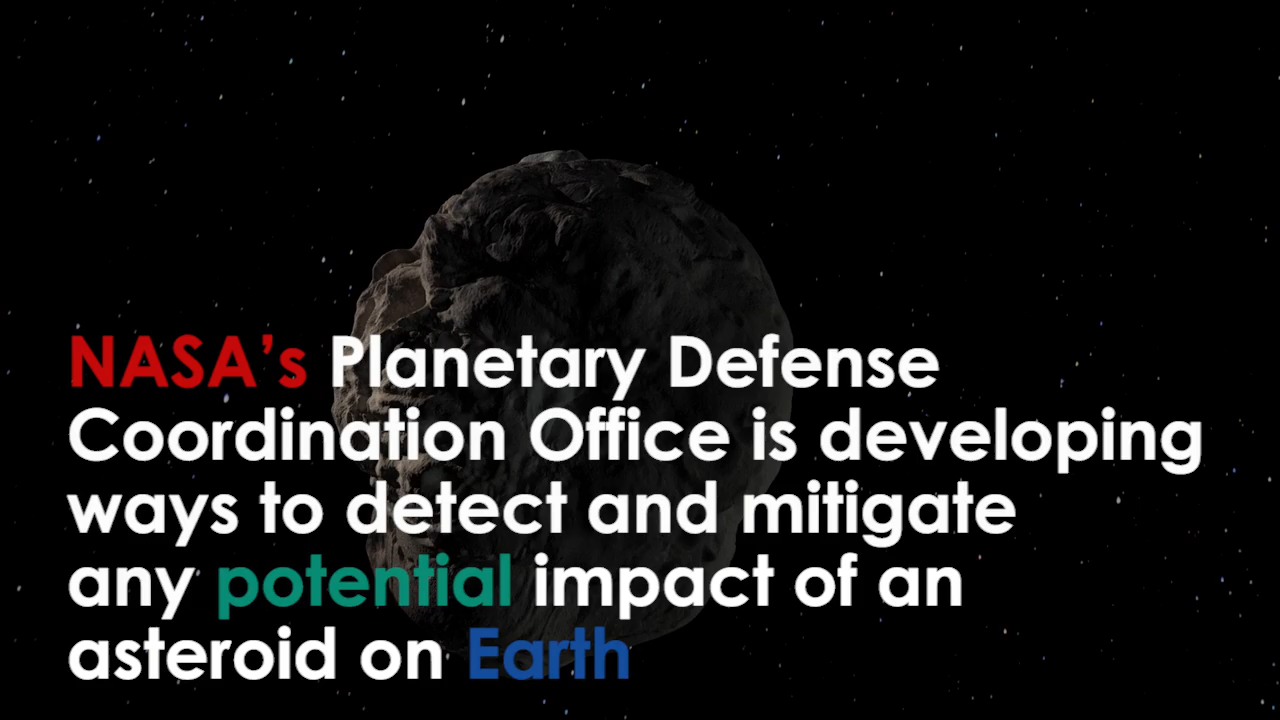 NASA’s Planetary Defense
Coordination Office is developing
ways to detect and mitigate
any potential impact of an
asteroid on Earth